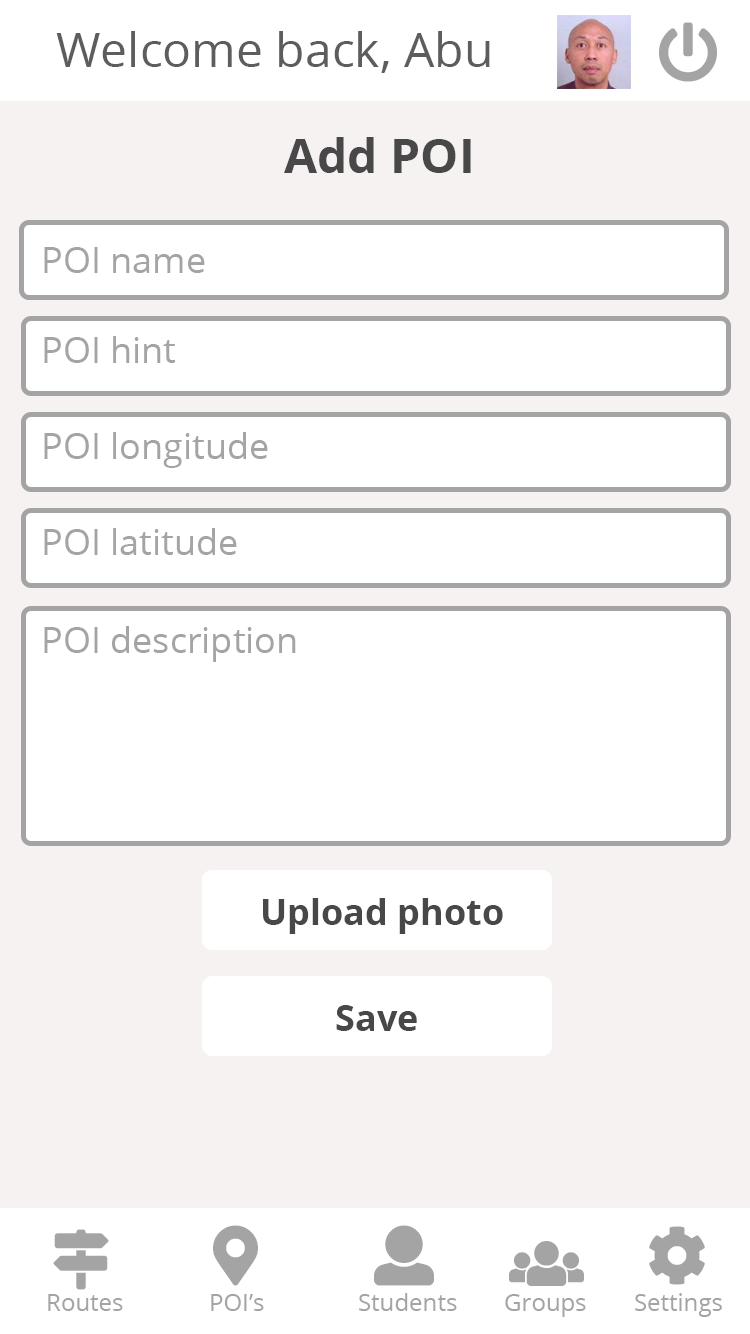 Welcome back, Abu
Add POI
POI name
POI hint
POI longitude
POI latitude
POI description
Upload photo
Save
Routes POI’s Students Groups Settings